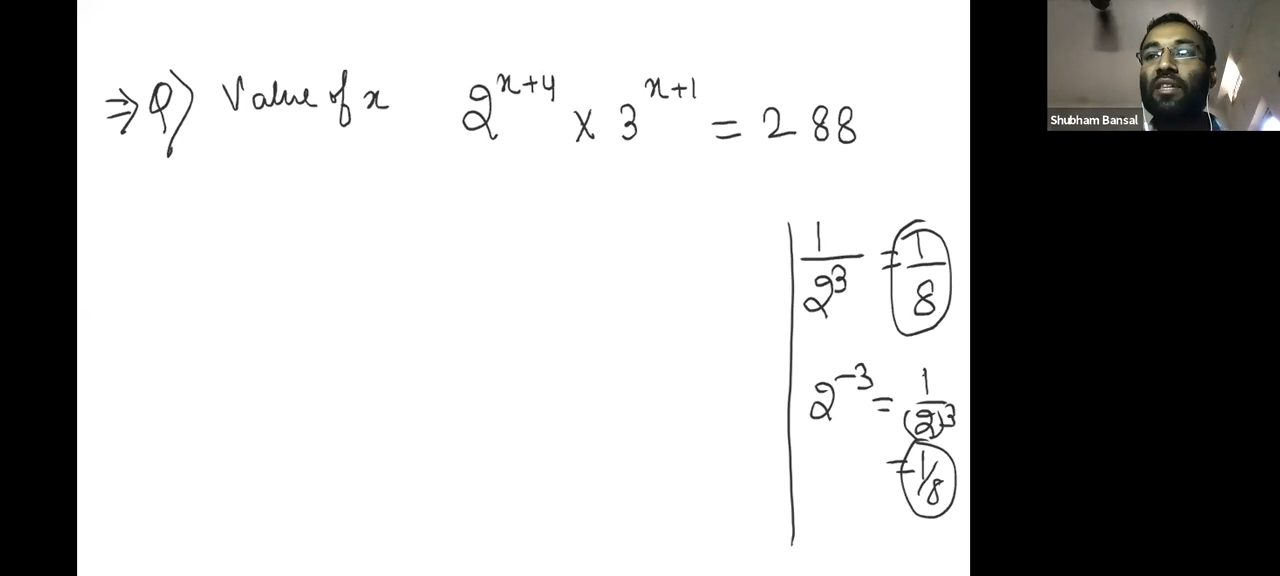 ⇒ Q) Value of x 2^{x+4} × 3^{x+1} = 288
Shubham Bansal
1/2^3 = 1/8
2^{-3} = 1/(2)^3
= 1/8